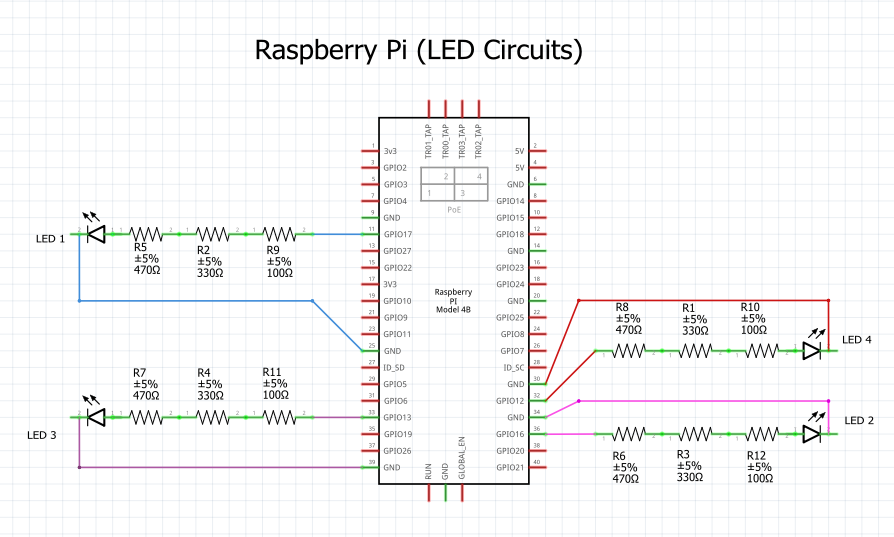 Raspberry Pi (LED Circuits)
TR01_TAP
TR00_TAP
TR03_TAP
TR02_TAP
2 4
1 3
PoE
1 3v3
3 GPIO2
5 GPIO3
7 GPIO4
9 GND
11 GPIO17
13 GPIO27
15 GPIO22
17 3V3
19 GPIO10
21 GPIO9
23 GPIO11
25 GND
27 ID_SD
29 GPIO5
31 GPIO6
33 GPIO13
35 GPIO19
37 GPIO26
39 GND
5V 2
5V 4
GND 6
GPIO14 8
GPIO15 10
GPIO18 12
GND 14
GPIO23 16
GPIO24 18
GND 20
GPIO25 22
GPIO8 24
GPIO7 26
ID_SC 28
GND 30
GPIO12 32
GND 34
GPIO16 36
GPIO20 38
GPIO21 40
Raspberry
PI
Model 4B
RUN
GND
GLOBAL_EN
LED 1
R5
±5%
470Ω
R2
±5%
330Ω
R9
±5%
100Ω
LED 3
R7
±5%
470Ω
R4
±5%
330Ω
R11
±5%
100Ω
R8
±5%
470Ω
R1
±5%
330Ω
R10
±5%
100Ω
LED 4
LED 2
R6
±5%
470Ω
R3
±5%
330Ω
R12
±5%
100Ω